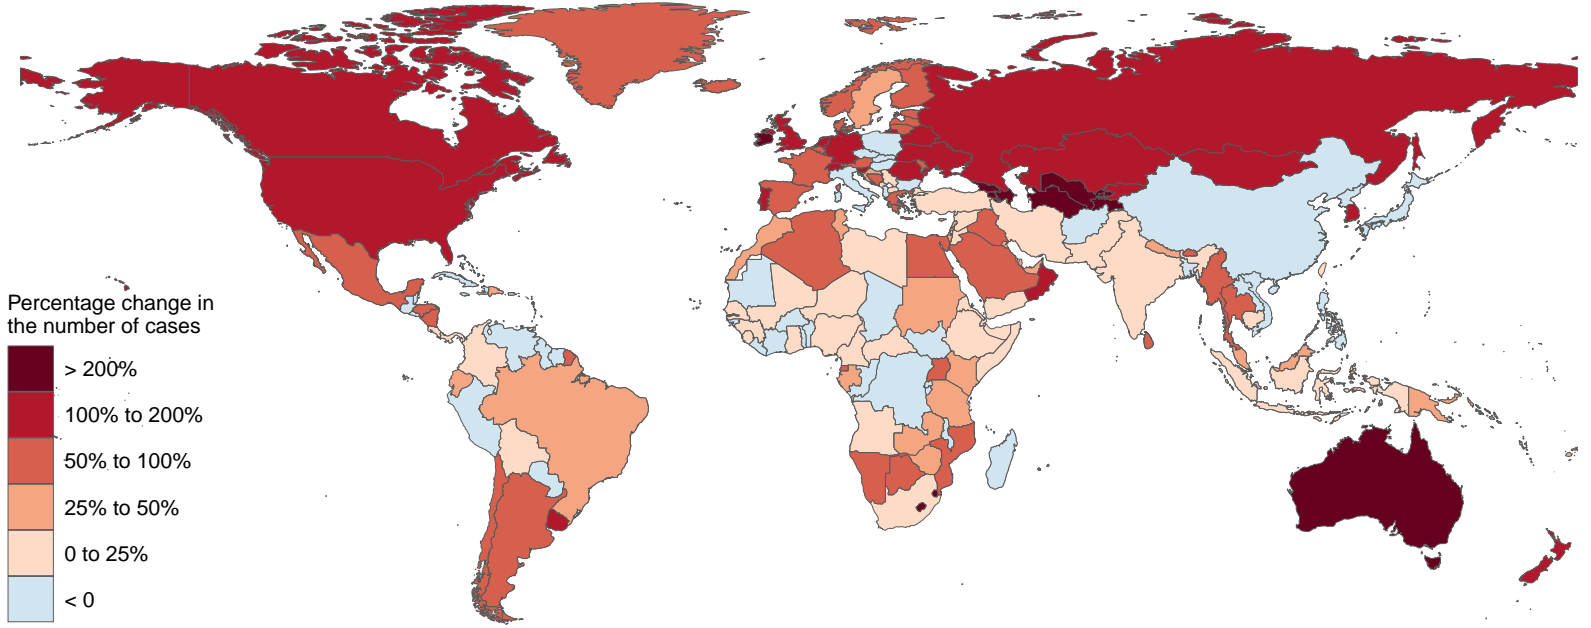 Percentage change in
the number of cases
> 200%
100% to 200%
50% to 100%
25% to 50%
0 to 25%
< 0